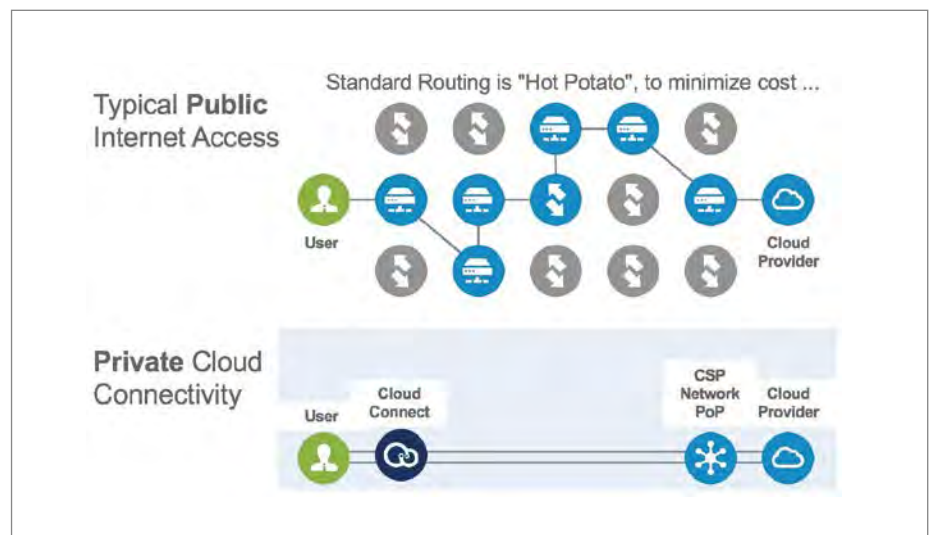 Standard Routing is "Hot Potato", to minimize cost ...
Typical Public
Internet Access
User
Cloud
Provider
Private Cloud
Connectivity
User
Cloud
Connect
CSP
Network
PoP
Cloud
Provider